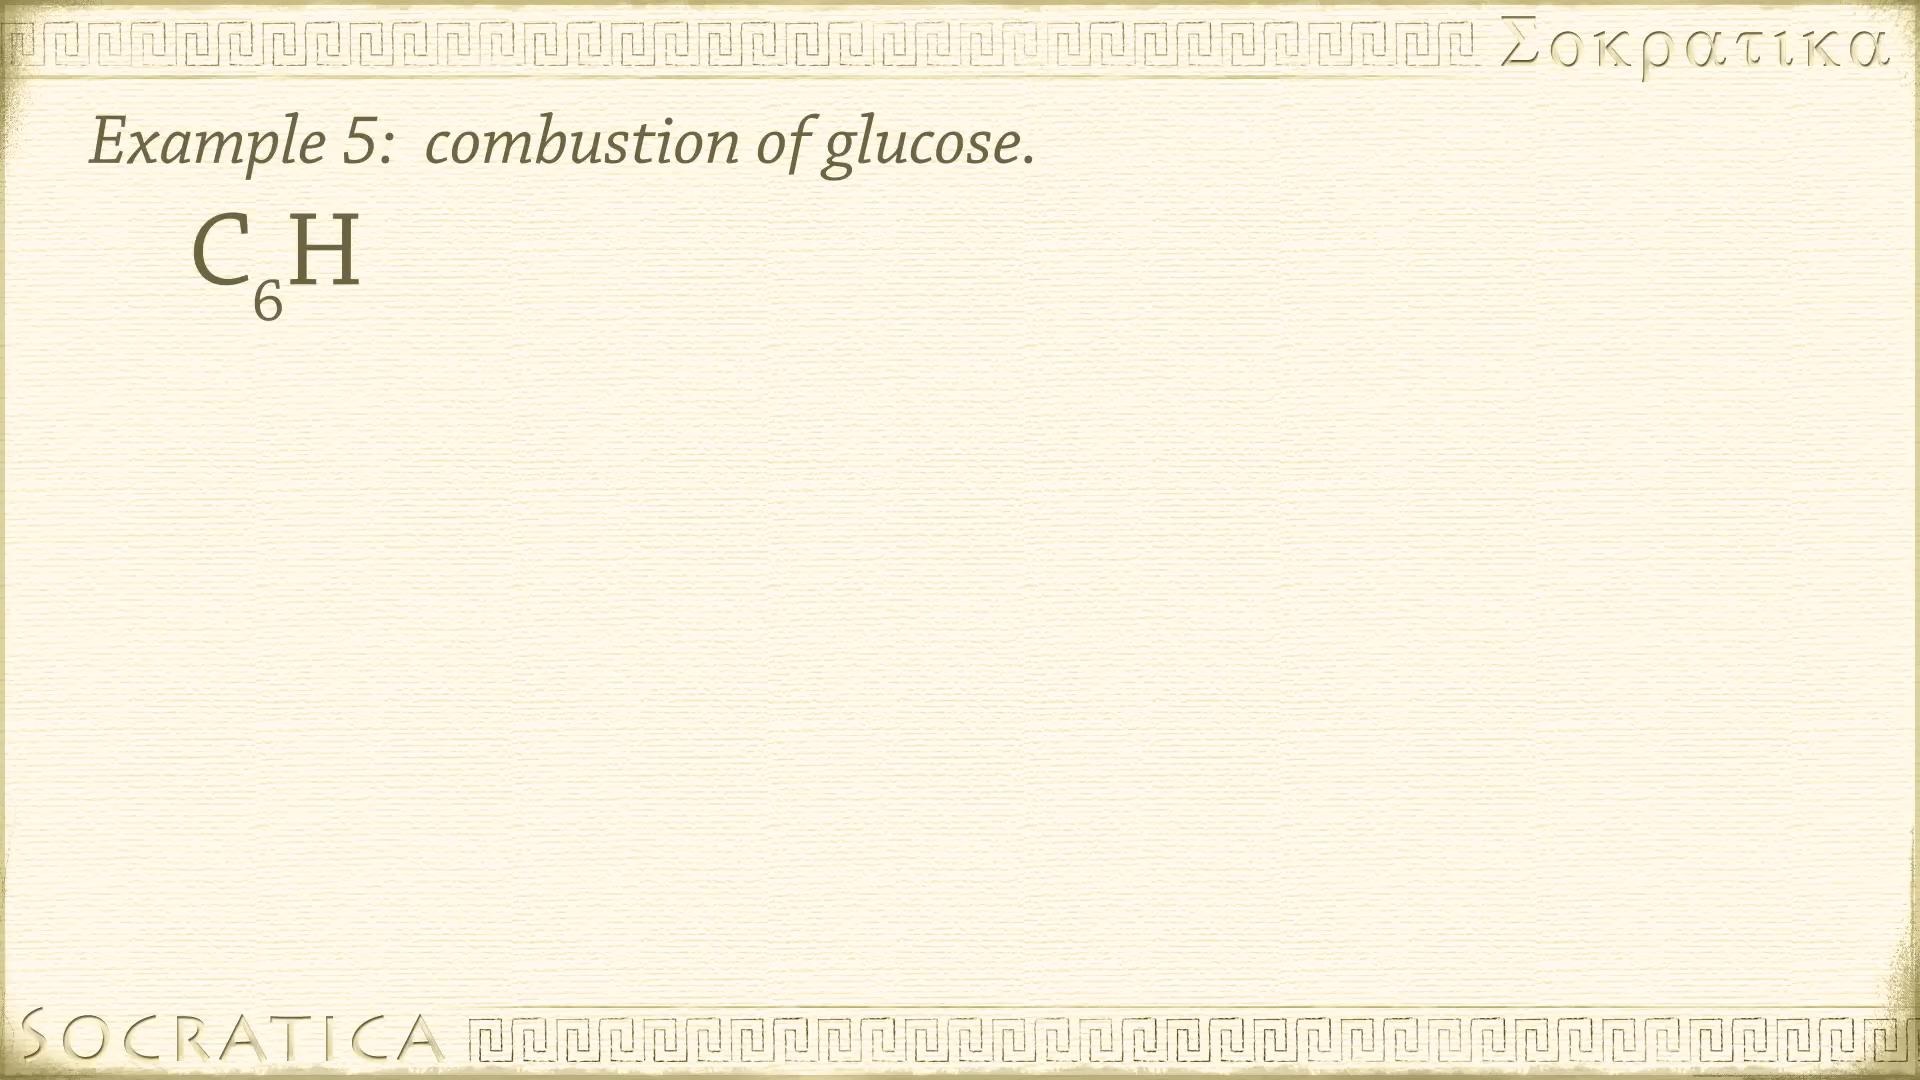 Σοκρατικα
Example 5: combustion of glucose.
C₆H
SOCRATICA